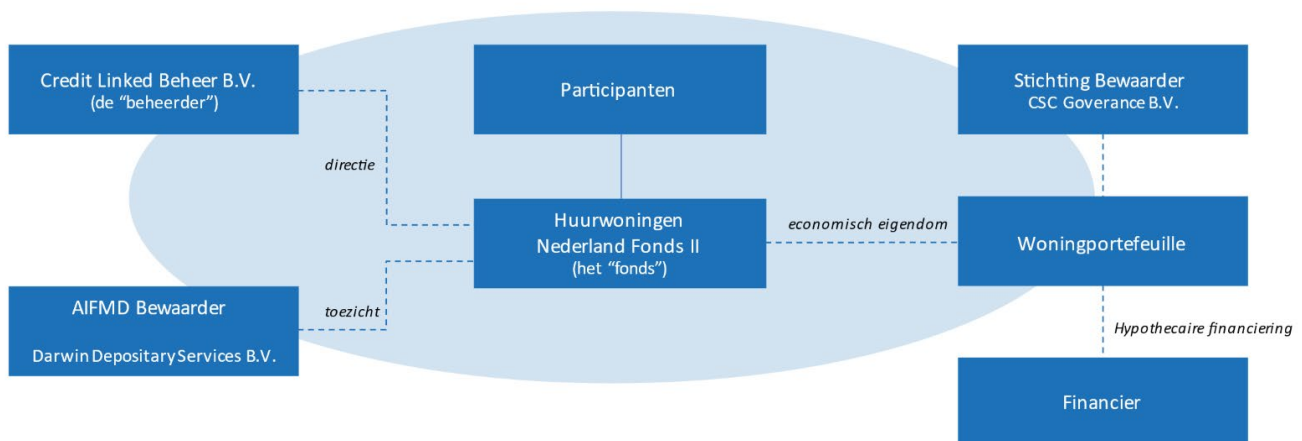 Credit Linked Beheer B.V.
(de “beheerder”)
Participanten
Stichting Bewaarder
CSC Goverance B.V.
directie
Huurwoningen
Nederland Fonds II
(het “fonds”)
economisch eigendom
Woningportefeuille
AIFMD Bewaarder
Darwin Depositary Services B.V.
toezicht
Hypothecaire financiering
Financier